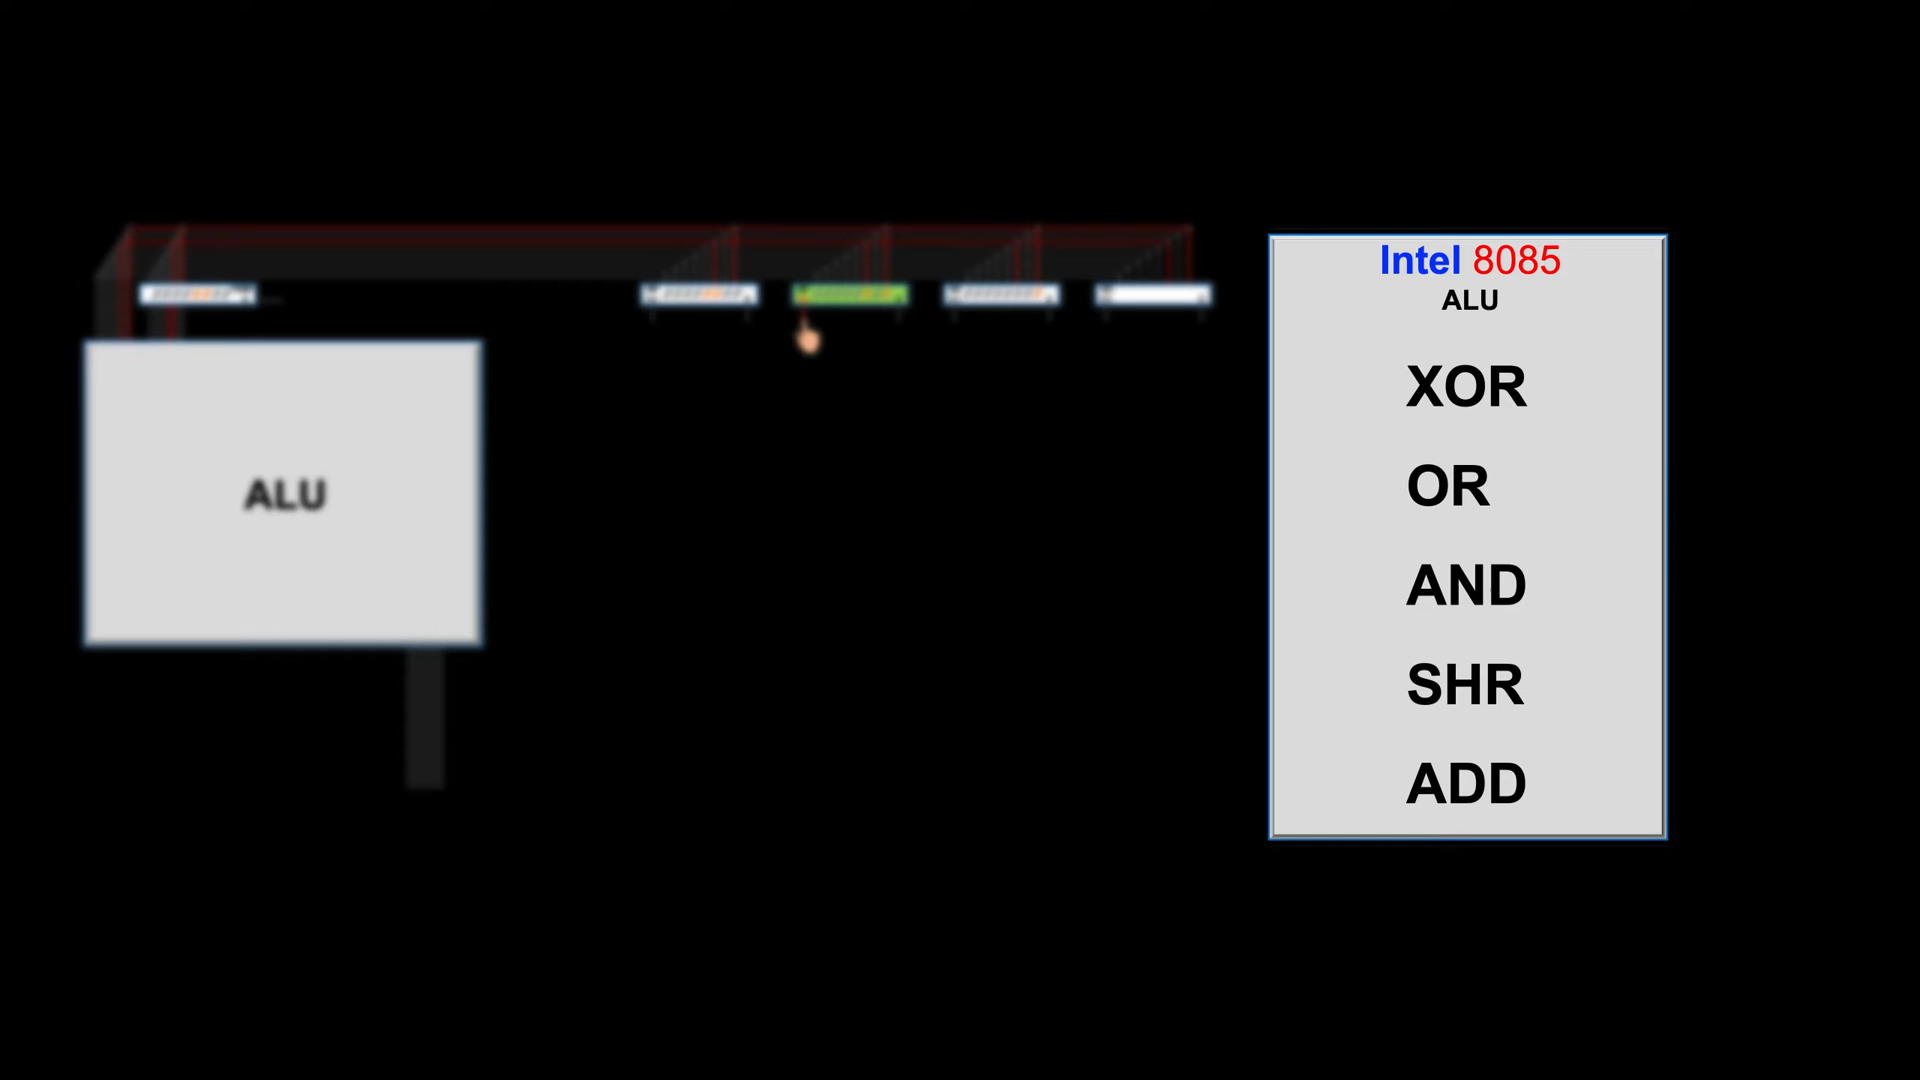 ALU
Intel 8085
ALU
XOR
OR
AND
SHR
ADD